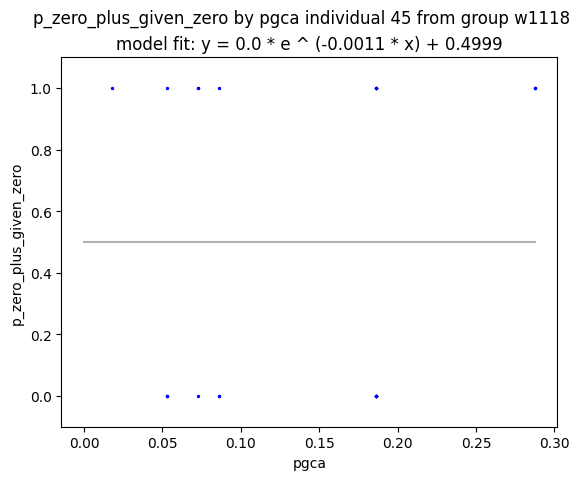 p_zero_plus_given_zero by pgca individual 45 from group w1118
model fit: y = 0.0 * e ^ (-0.0011 * x) + 0.4999
1.0
0.8
0.6
0.4
0.2
0.0
p_zero_plus_given_zero
0.00 0.05 0.10 0.15 0.20 0.25 0.30
pgca